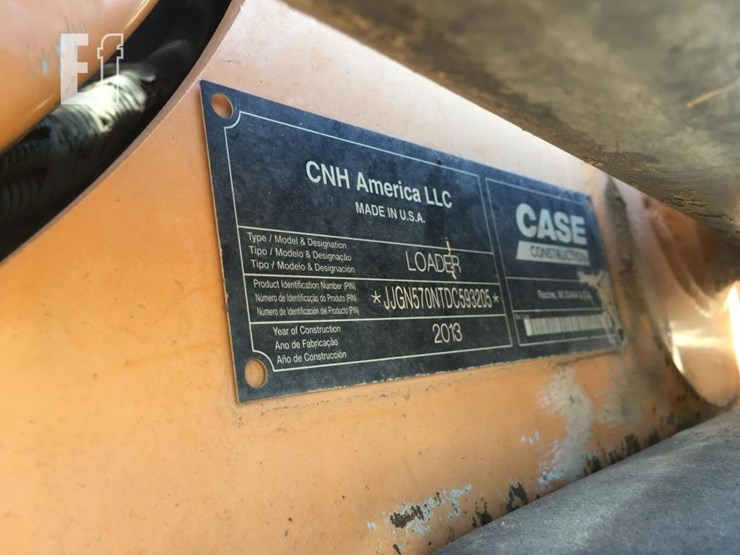 Ef
CNH America LLC
MADE IN U.S.A.
Type / Model & Designation
Tipo / Modelo & Designação
Tipo / Modelo & Designación
LOADER
Product Identification Number (PIN)
Número de Identificação do Produto (PIN)
Número de Identificación del Producto (PIN)
*JJGN570NTDC593205*
Year of Construction
Ano de Fabricação
Año de Construcción
2013
CASE
CONSTRUCTION
Racine,